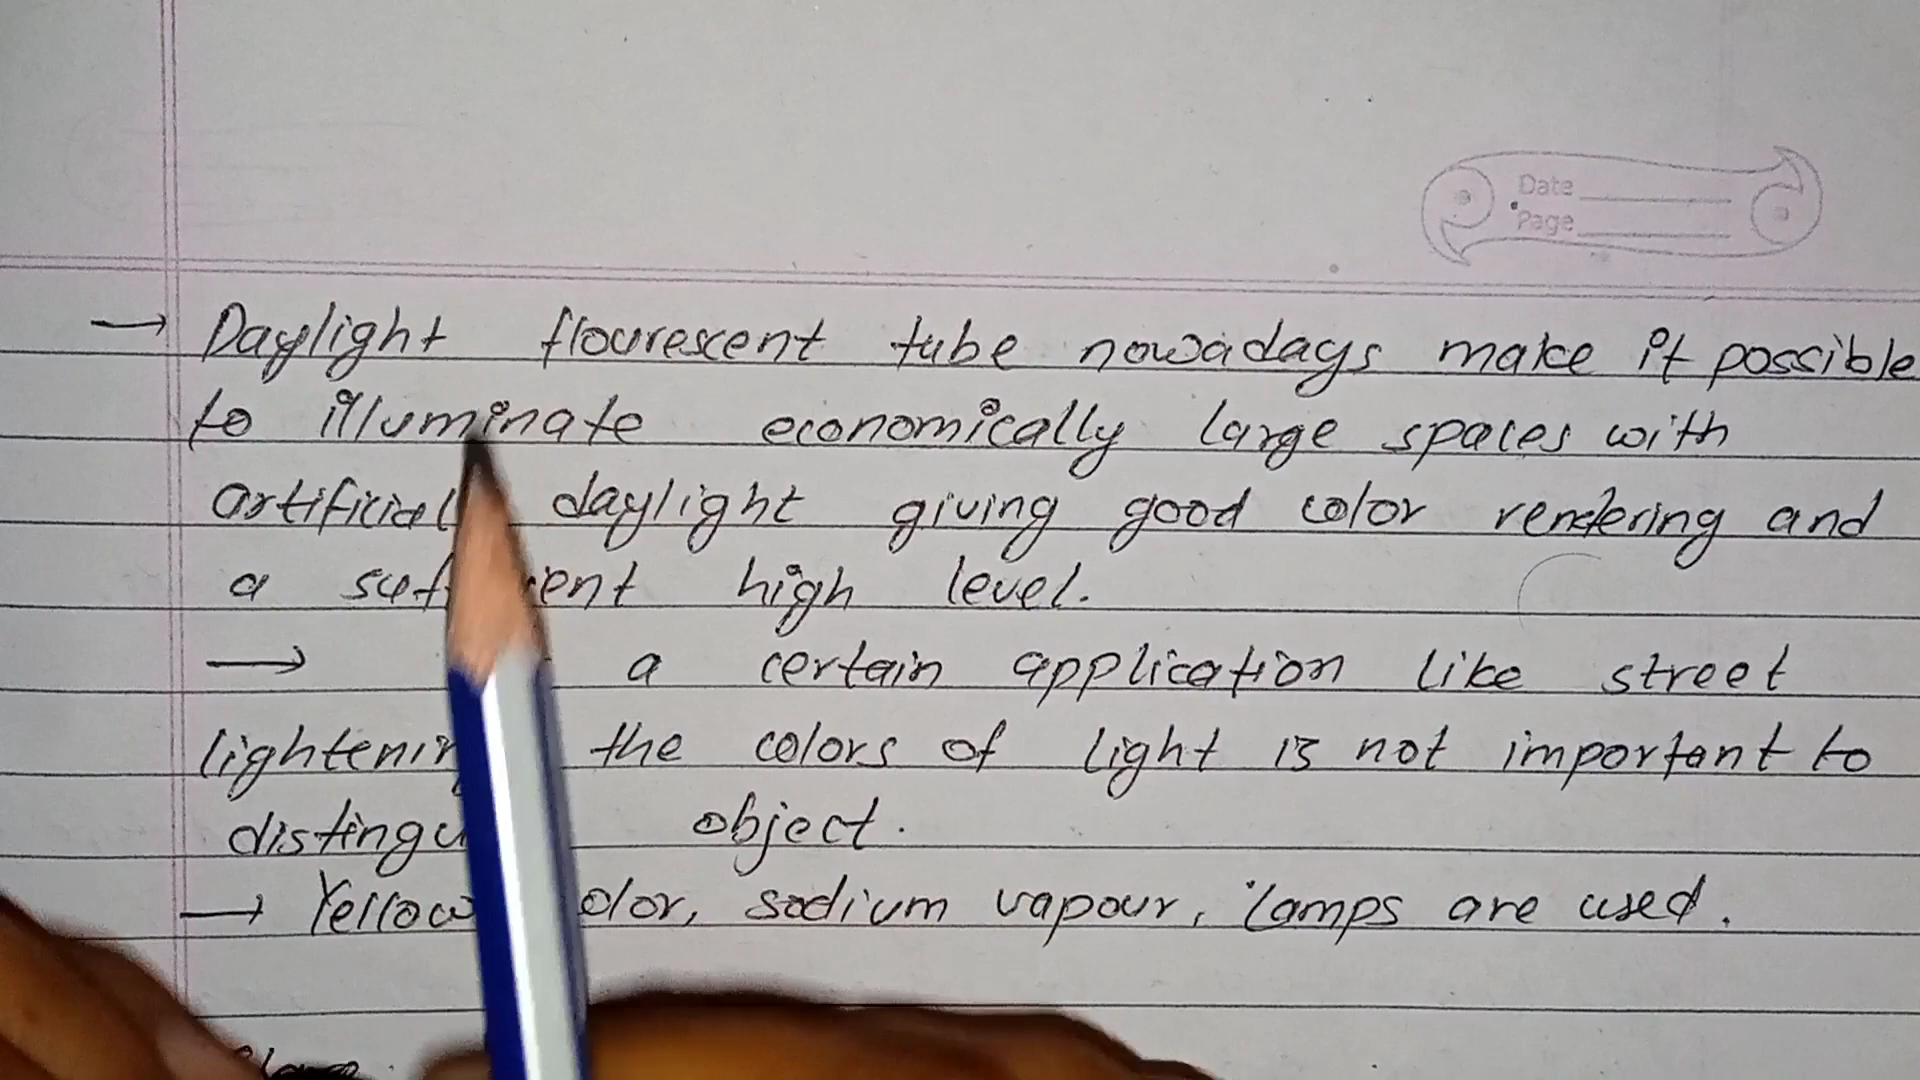 Date
Page
→ Daylight flourescent tube nowadays make it possible
to illuminate economically large spaces with
artificial daylight giving good color rendering and
a high level.
→ a certain application like street
the colors of light is not important to
object.
→ Yellow color, sodium vapour, lamps are used.